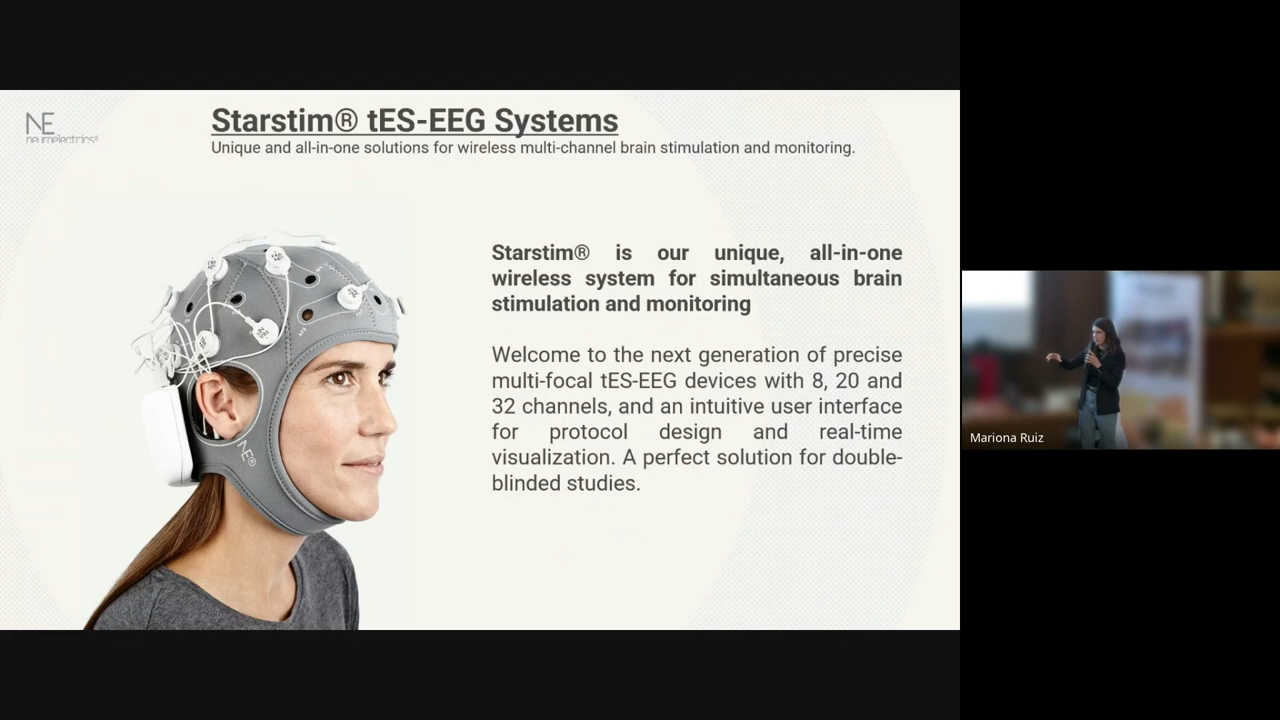 NE
neuroelectrics®
Starstim® tES-EEG Systems
Unique and all-in-one solutions for wireless multi-channel brain stimulation and monitoring.
Starstim® is our unique, all-in-one
wireless system for simultaneous brain
stimulation and monitoring
Welcome to the next generation of precise
multi-focal tES-EEG devices with 8, 20 and
32 channels, and an intuitive user interface
for protocol design and real-time
visualization. A perfect solution for double-
blinded studies.
NE®
Mariona Ruiz